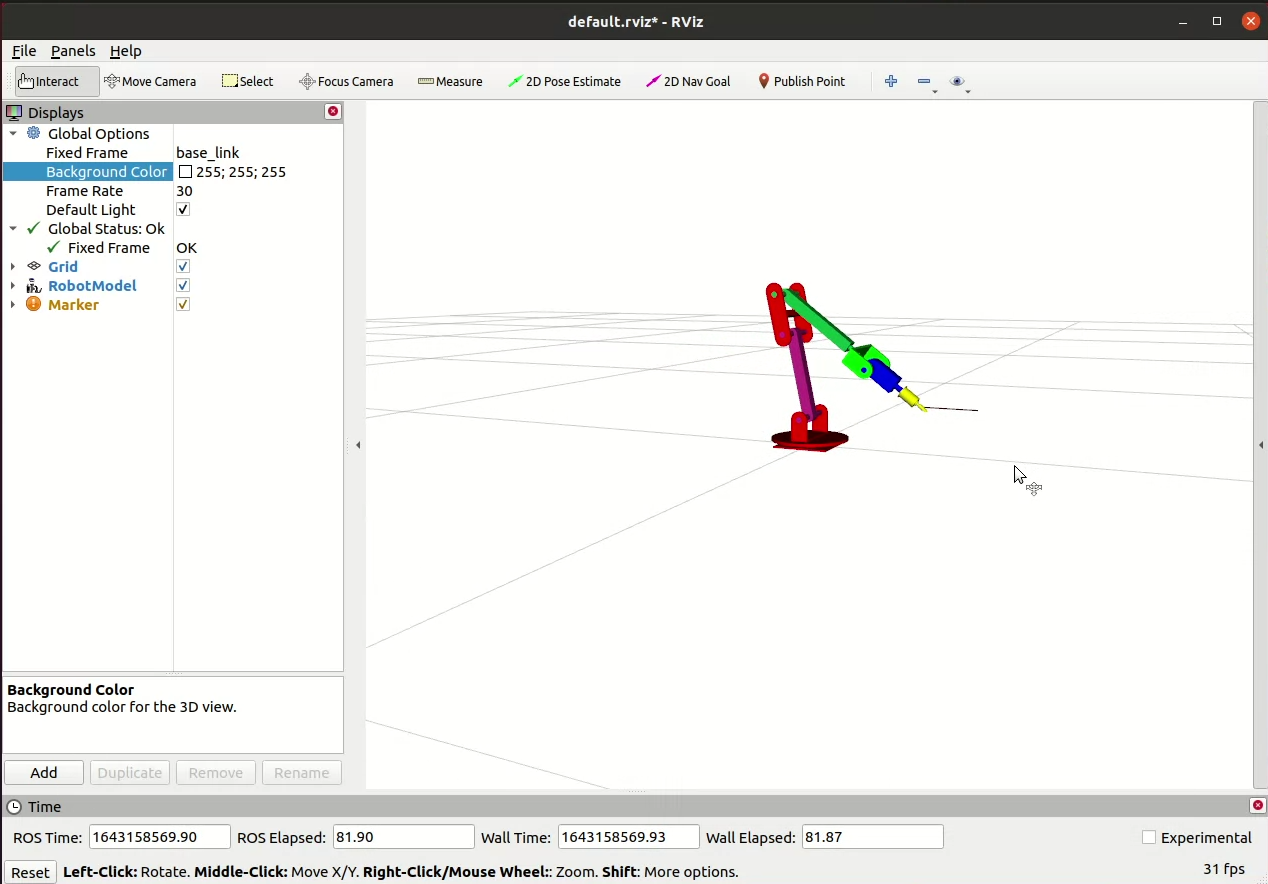 default.rviz* - RViz
File Panels Help
Interact Move Camera Select Focus Camera Measure 2D Pose Estimate 2D Nav Goal Publish Point
Displays
Global Options
Fixed Frame base_link
Background Color 255; 255; 255
Frame Rate 30
Default Light
Global Status: Ok
Fixed Frame OK
Grid
RobotModel
Marker
Background Color
Background color for the 3D view.
Add Duplicate Remove Rename
Time
ROS Time: 1643158569.90 ROS Elapsed: 81.90 Wall Time: 1643158569.93 Wall Elapsed: 81.87 Experimental
Reset Left-Click: Rotate. Middle-Click: Move X/Y. Right-Click/Mouse Wheel:: Zoom. Shift: More options. 31 fps